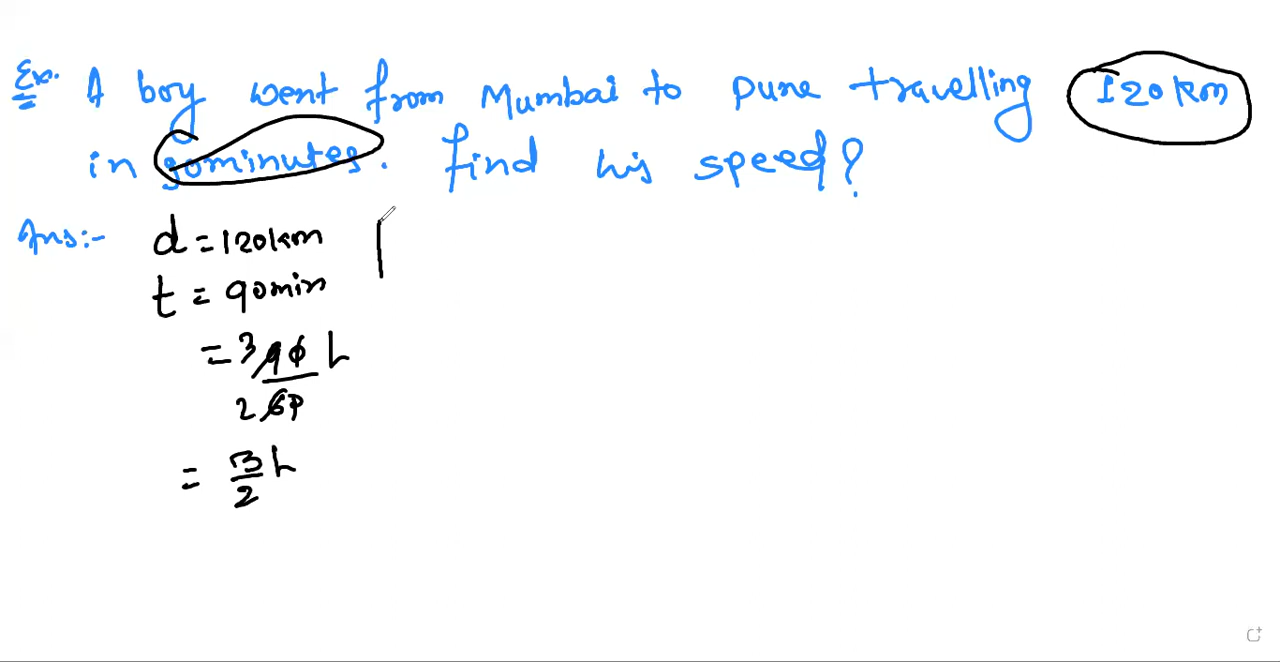 Ex. A boy went from Mumbai to Pune travelling 120 km
in 90 minutes. Find his speed?
Ans:- d = 120 km
t = 90 min
= 3 90 h
2 60
= 3/2 h